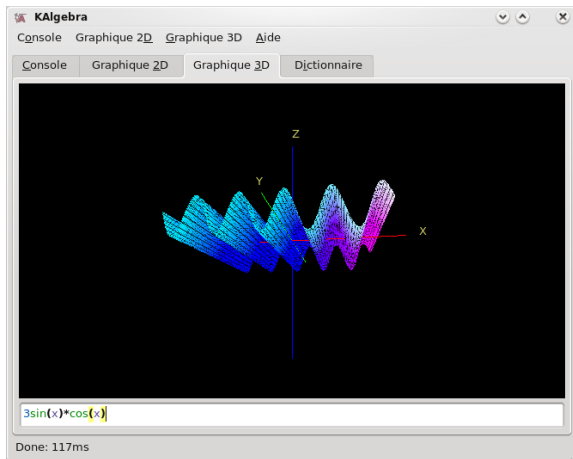 KAlgebra
Console Graphique 2D Graphique 3D Aide
Console Graphique 2D Graphique 3D Dictionnaire
Z
Y
X
3sin(x)*cos(x)
Done: 117ms